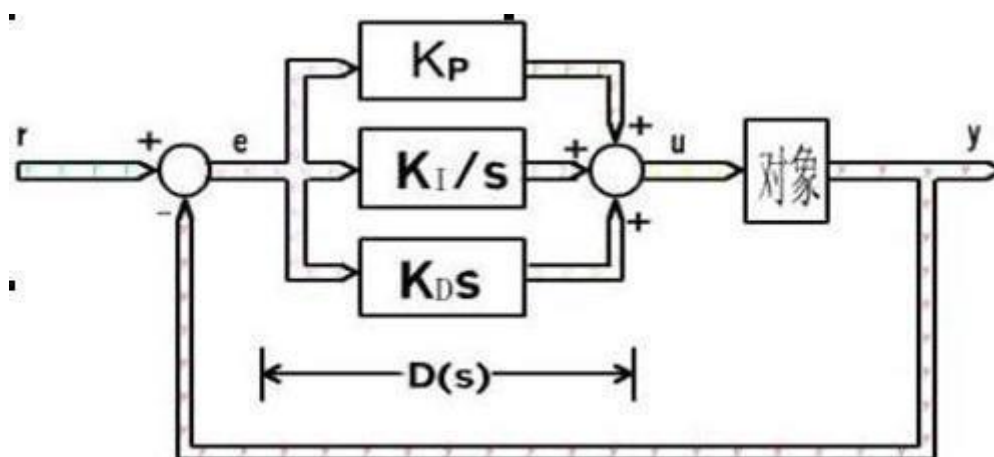 KP
r
+
e
KI/s
+
+
u
对象
y
-
+
KDs
D(s)